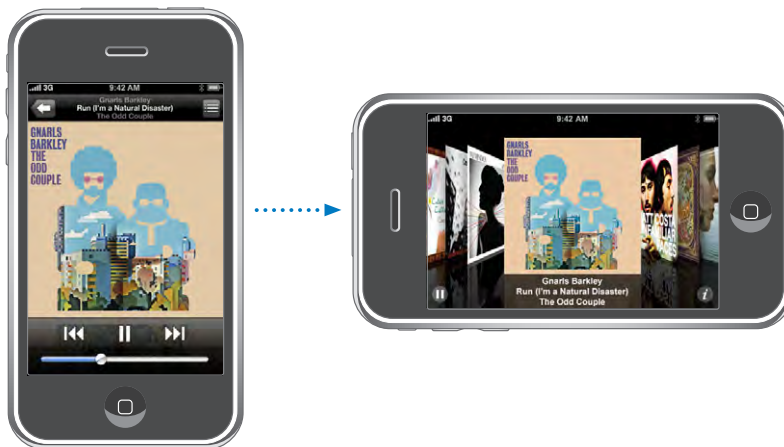 3G
9:42 AM
Gnarls Barkley
Run (I'm a Natural Disaster)
The Odd Couple
GNARLS
BARKLEY
THE
ODD
COUPLE
3G
9:42 AM
GNARLS
BARKLEY
THE
ODD
COUPLE
Gnarls Barkley
Run (I'm a Natural Disaster)
The Odd Couple
i